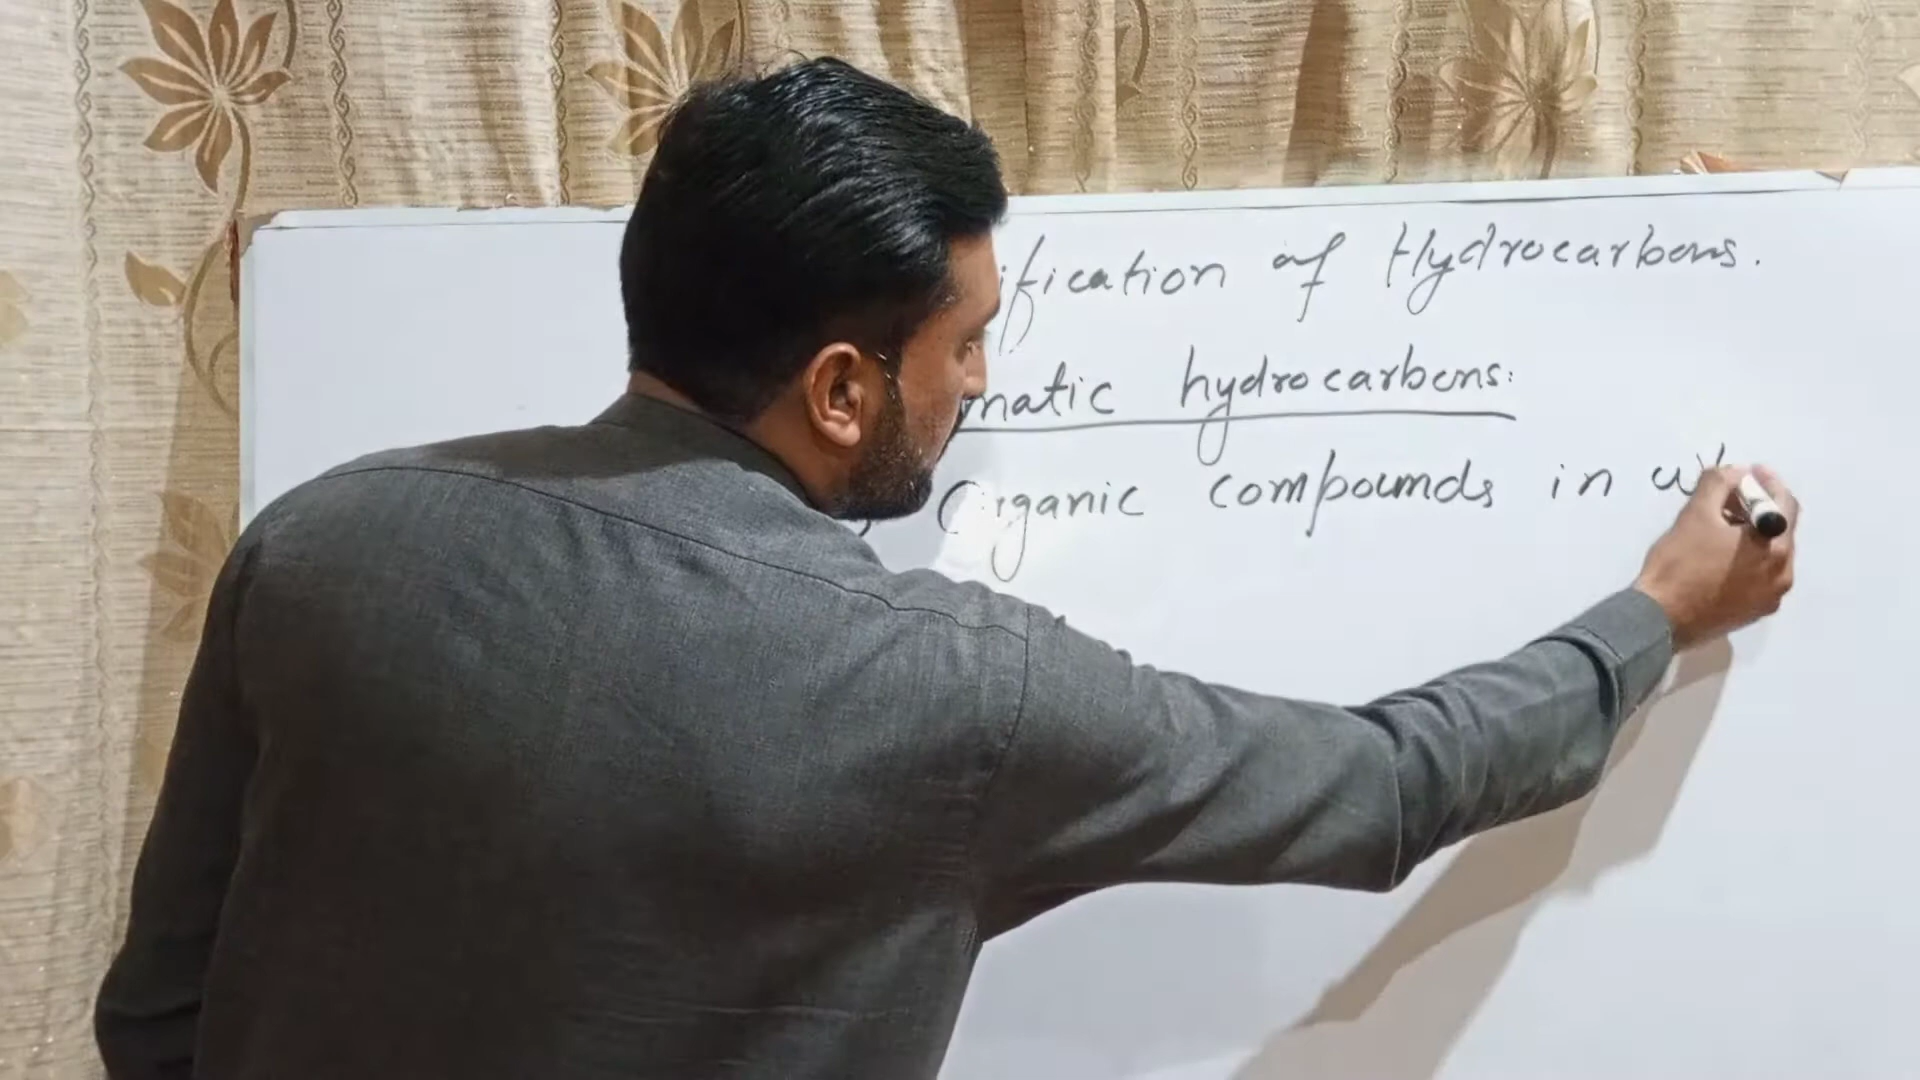 ification of Hydrocarbons.
matic hydrocarbons:
Organic compounds in wh